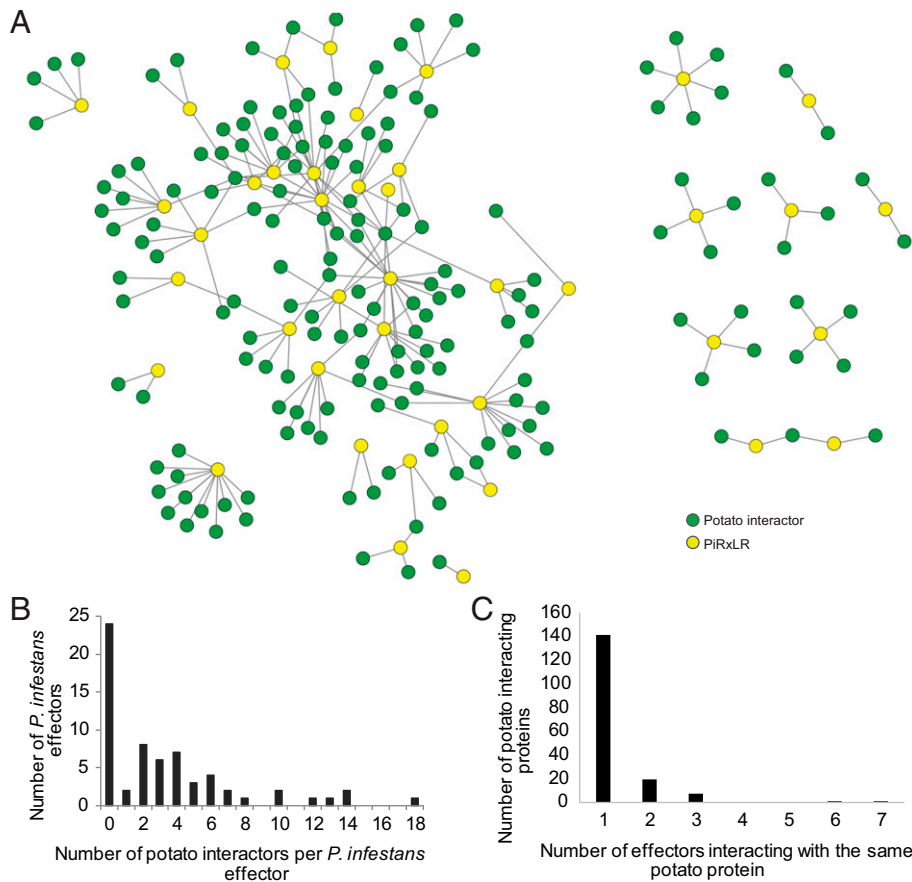 A
Potato interactor
PiRxLR
B
Number of P. infestans
effectors
25
20
15
10
5
0
0 2 4 6 8 10 12 14 16 18
Number of potato interactors per P. infestans
effector
C
Number of potato interacting
proteins
160
140
120
100
80
60
40
20
0
1 2 3 4 5 6 7
Number of effectors interacting with the same
potato protein